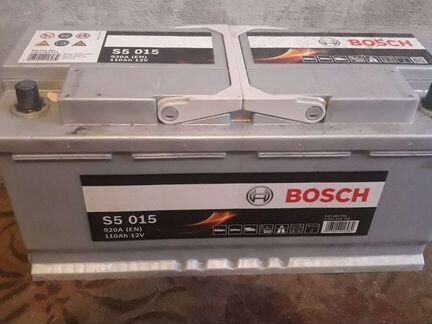 S5 015
920A (EN)
110Ah 12V
BOSCH
BOSCH
S5 015
920A (EN)
110Ah 12V